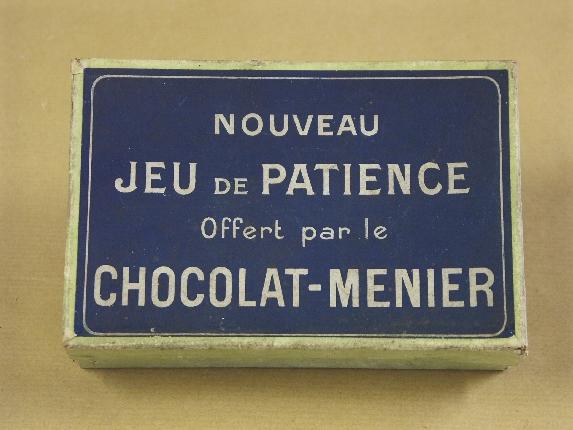 NOUVEAU
JEU DE PATIENCE
Offert par le
CHOCOLAT-MENIER